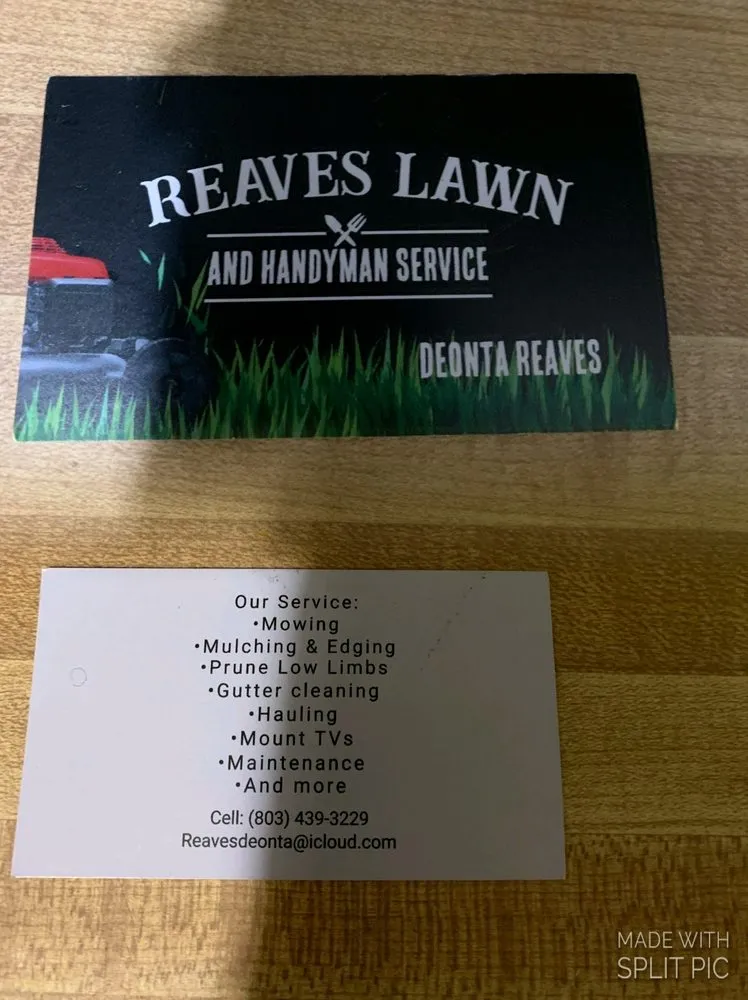 REAVES LAWN
AND HANDYMAN SERVICE
DEONTA REAVES
Our Service:
•Mowing
•Mulching & Edging
•Prune Low Limbs
•Gutter cleaning
•Hauling
•Mount TVs
•Maintenance
•And more
Cell: (803) 439-3229
Reavesdeonta@icloud.com
MADE WITH
SPLIT PIC